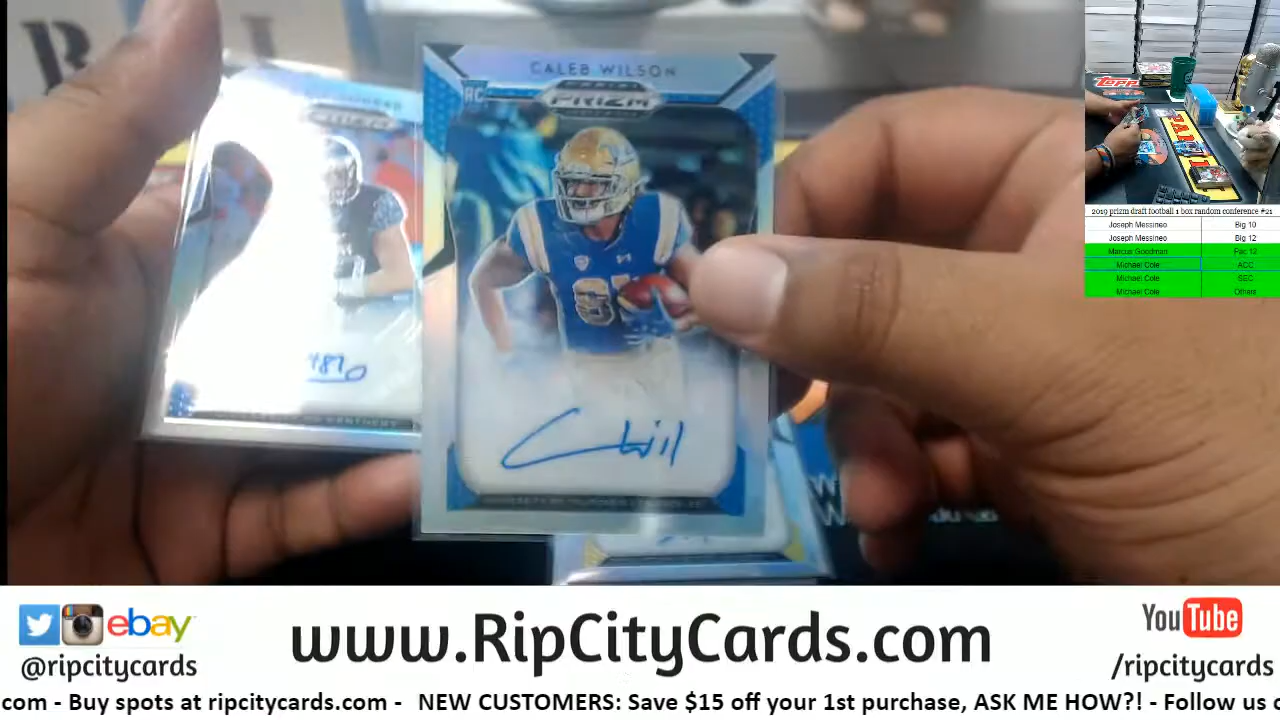 CALEB WILSON
RC
PRIZM
81
C Will
2019 prizm draft football 1 box random conference #21
Joseph Messineo Big 10
Joseph Messineo Big 12
Marcus Goodman Pac 12
Michael Cole ACC
Michael Cole SEC
Michael Cole Others
ebay
@ripcitycards
www.RipCityCards.com
YouTube
/ripcitycards
com - Buy spots at ripcitycards.com - NEW CUSTOMERS: Save $15 off your 1st purchase, ASK ME HOW?! - Follow us